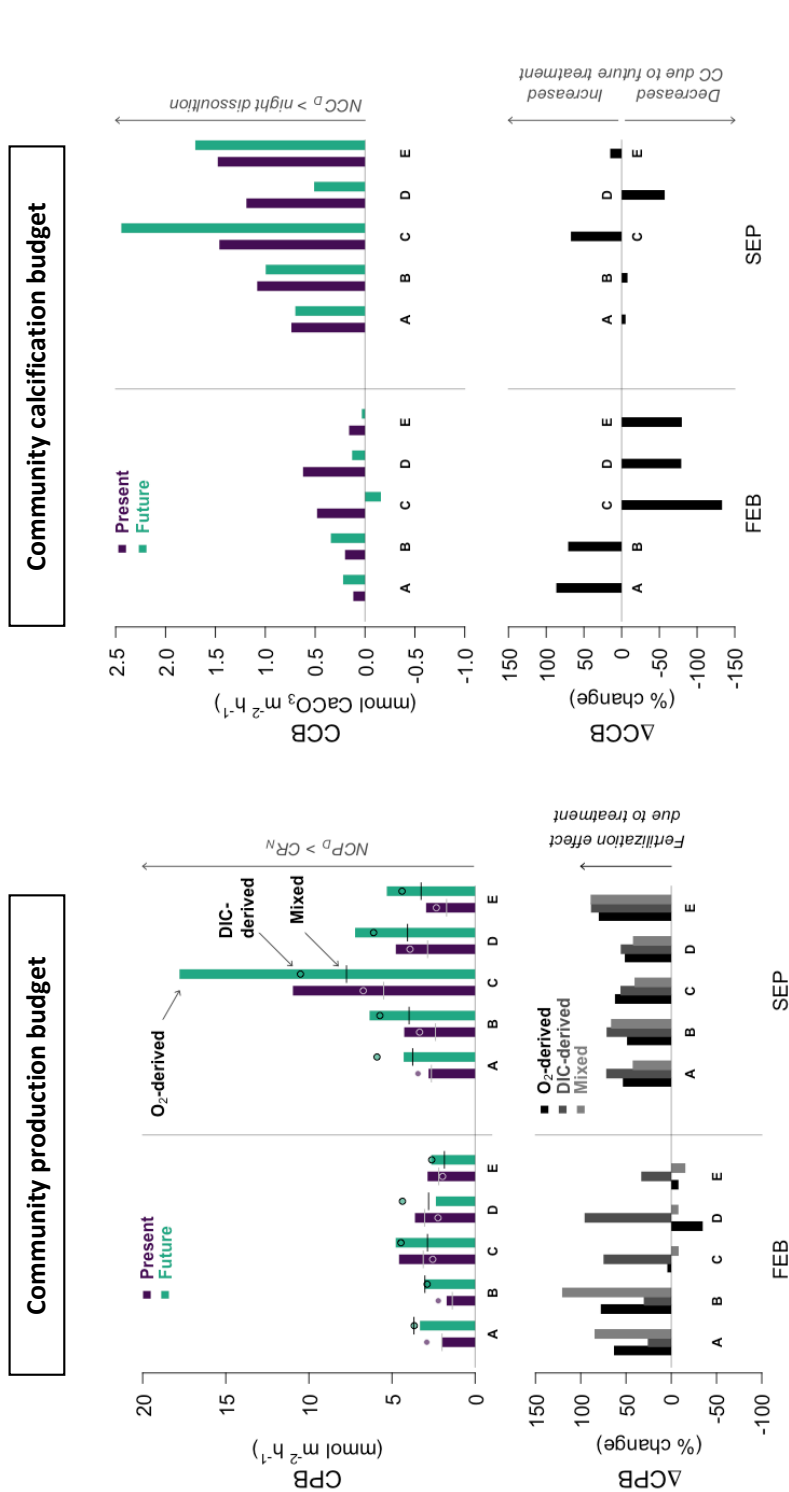 Community production budget
Present
Future
O2-derived
DIC-derived
Mixed
NCP D > CR N
CPB
(mmol m-2 h-1)
20
15
10
5
0
A
B
C
D
E
A
B
C
D
E
O2-derived
DIC-derived
Mixed
Fertilization effect
due to treatment
ΔCPB
(% change)
150
100
50
0
-50
-100
A
B
C
D
E
A
B
C
D
E
FEB
SEP
Community calcification budget
Present
Future
NCC D > night dissoultion
CCB
(mmol CaCO3 m-2 h-1)
2.5
2.0
1.5
1.0
0.5
0.0
-0.5
-1.0
A
B
C
D
E
A
B
C
D
E
Increased
Decreased
CC due to future treatment
ΔCCB
(% change)
150
100
50
0
-50
-100
-150
A
B
C
D
E
A
B
C
D
E
FEB
SEP